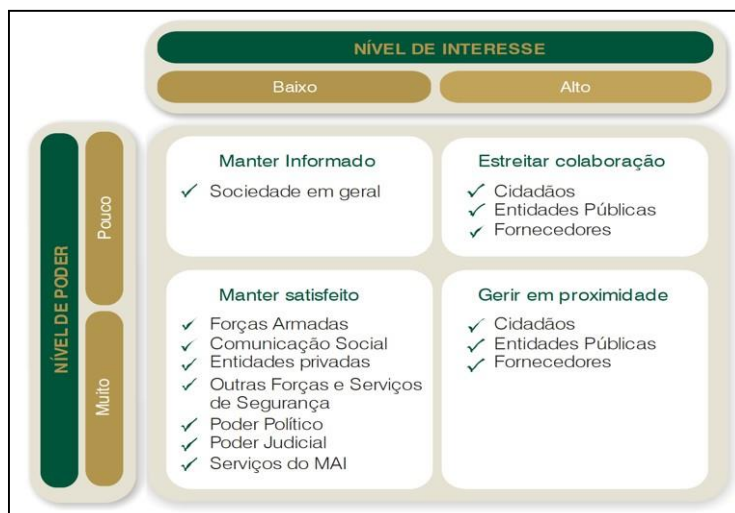 NÍVEL DE INTERESSE
Baixo
Alto
NÍVEL DE PODER
Pouco
Muito
Manter Informado
Sociedade em geral
Estreitar colaboração
Cidadãos
Entidades Públicas
Fornecedores
Manter satisfeito
Forças Armadas
Comunicação Social
Entidades privadas
Outras Forças e Serviços
de Segurança
Poder Político
Poder Judicial
Serviços do MAI
Gerir em proximidade
Cidadãos
Entidades Públicas
Fornecedores